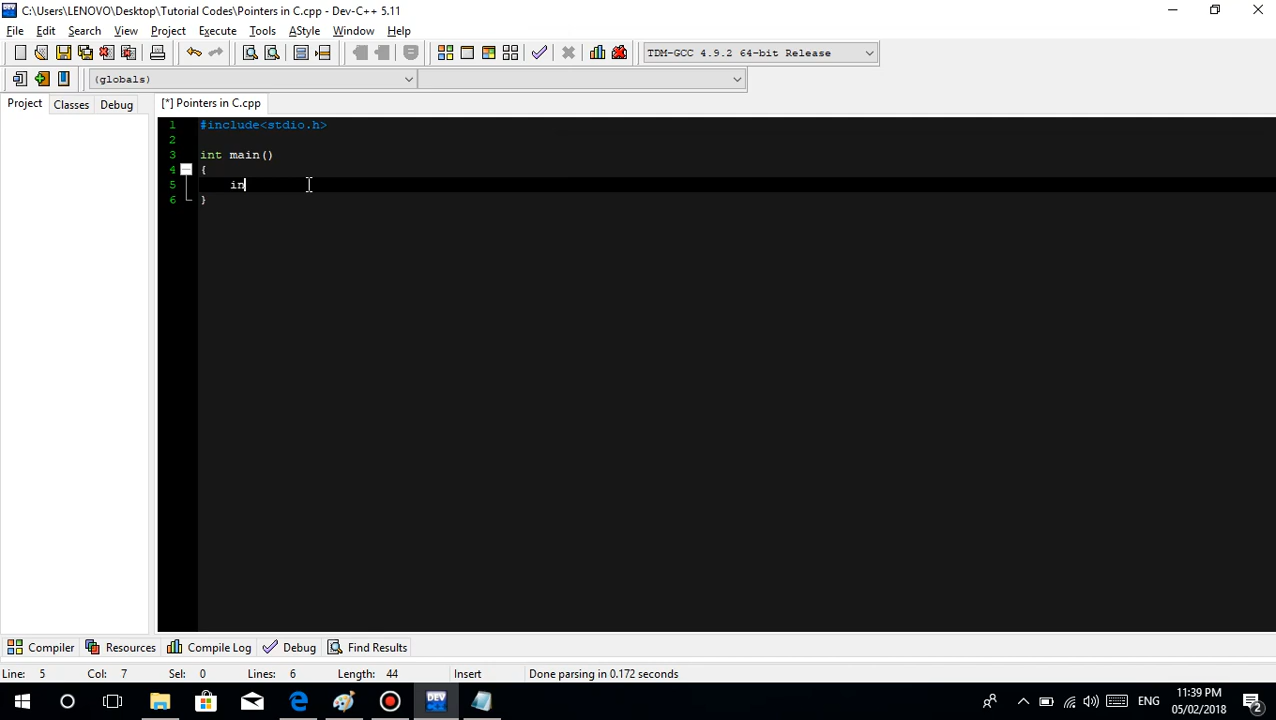 C:\Users\LENOVO\Desktop\Tutorial Codes\Pointers in C.cpp - Dev-C++ 5.11
File Edit Search View Project Execute Tools AStyle Window Help
TDM-GCC 4.9.2 64-bit Release
(globals)
Project Classes Debug [*] Pointers in C.cpp
1 #include<stdio.h>
2
3 int main()
4 {
5 in
6 }
Compiler Resources Compile Log Debug Find Results
Line: 5 Col: 7 Sel: 0 Lines: 6 Length: 44 Insert Done parsing in 0.172 seconds
DEV ENG 11:39 PM
05/02/2018 2